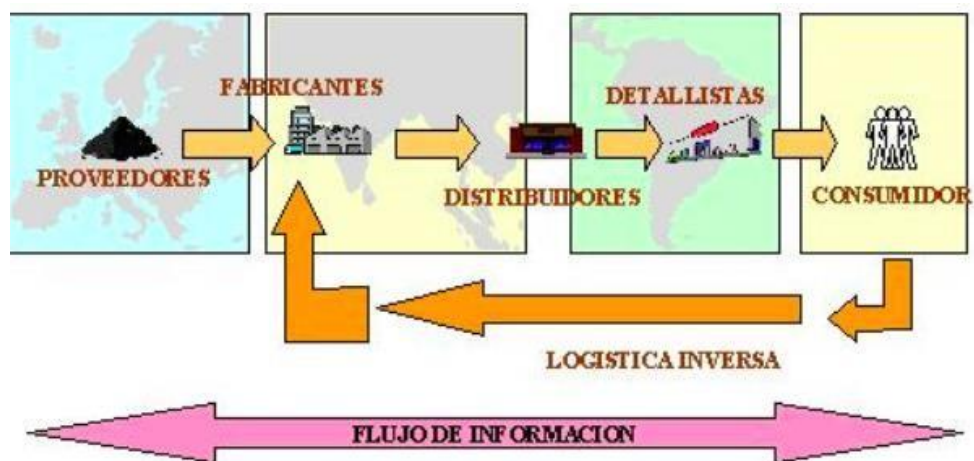 FABRICANTES
DETALLISTAS
PROVEEDORES
DISTRIBUIDORES
CONSUMIDOR
LOGISTICA INVERSA
FLUJO DE INFORMACION